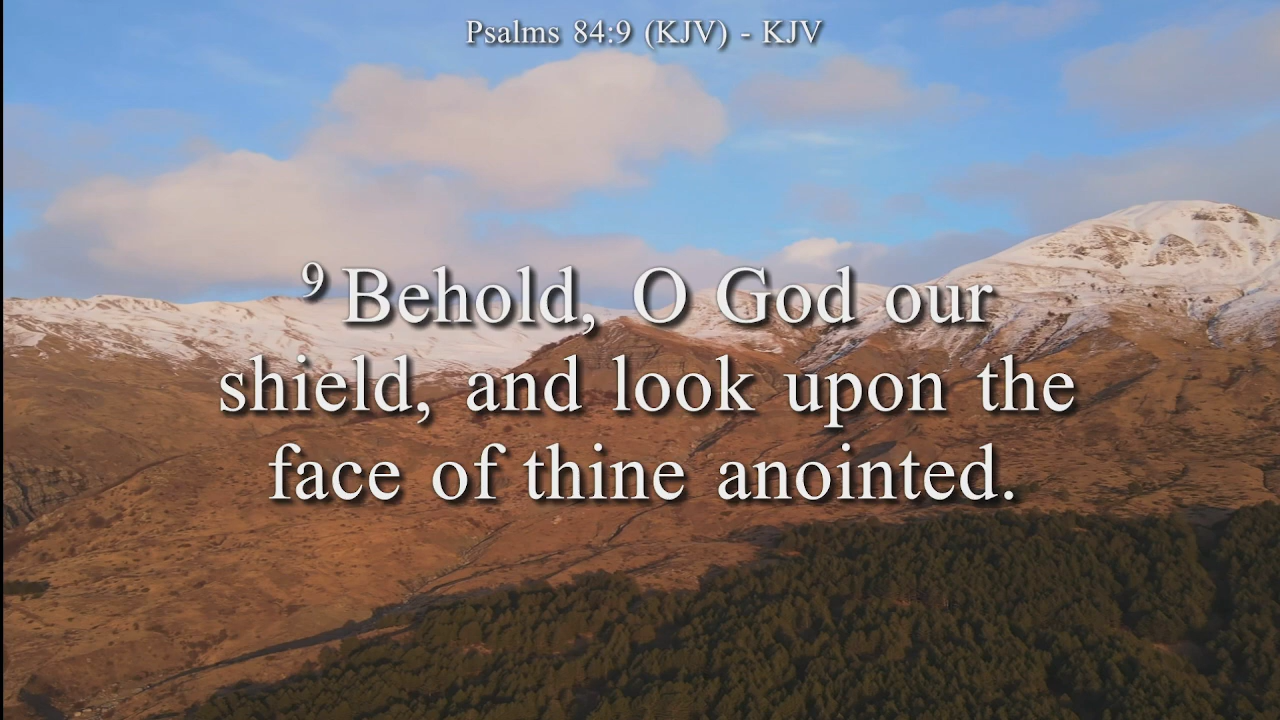 Psalms 84:9 (KJV) - KJV
9 Behold, O God our
shield, and look upon the
face of thine anointed.